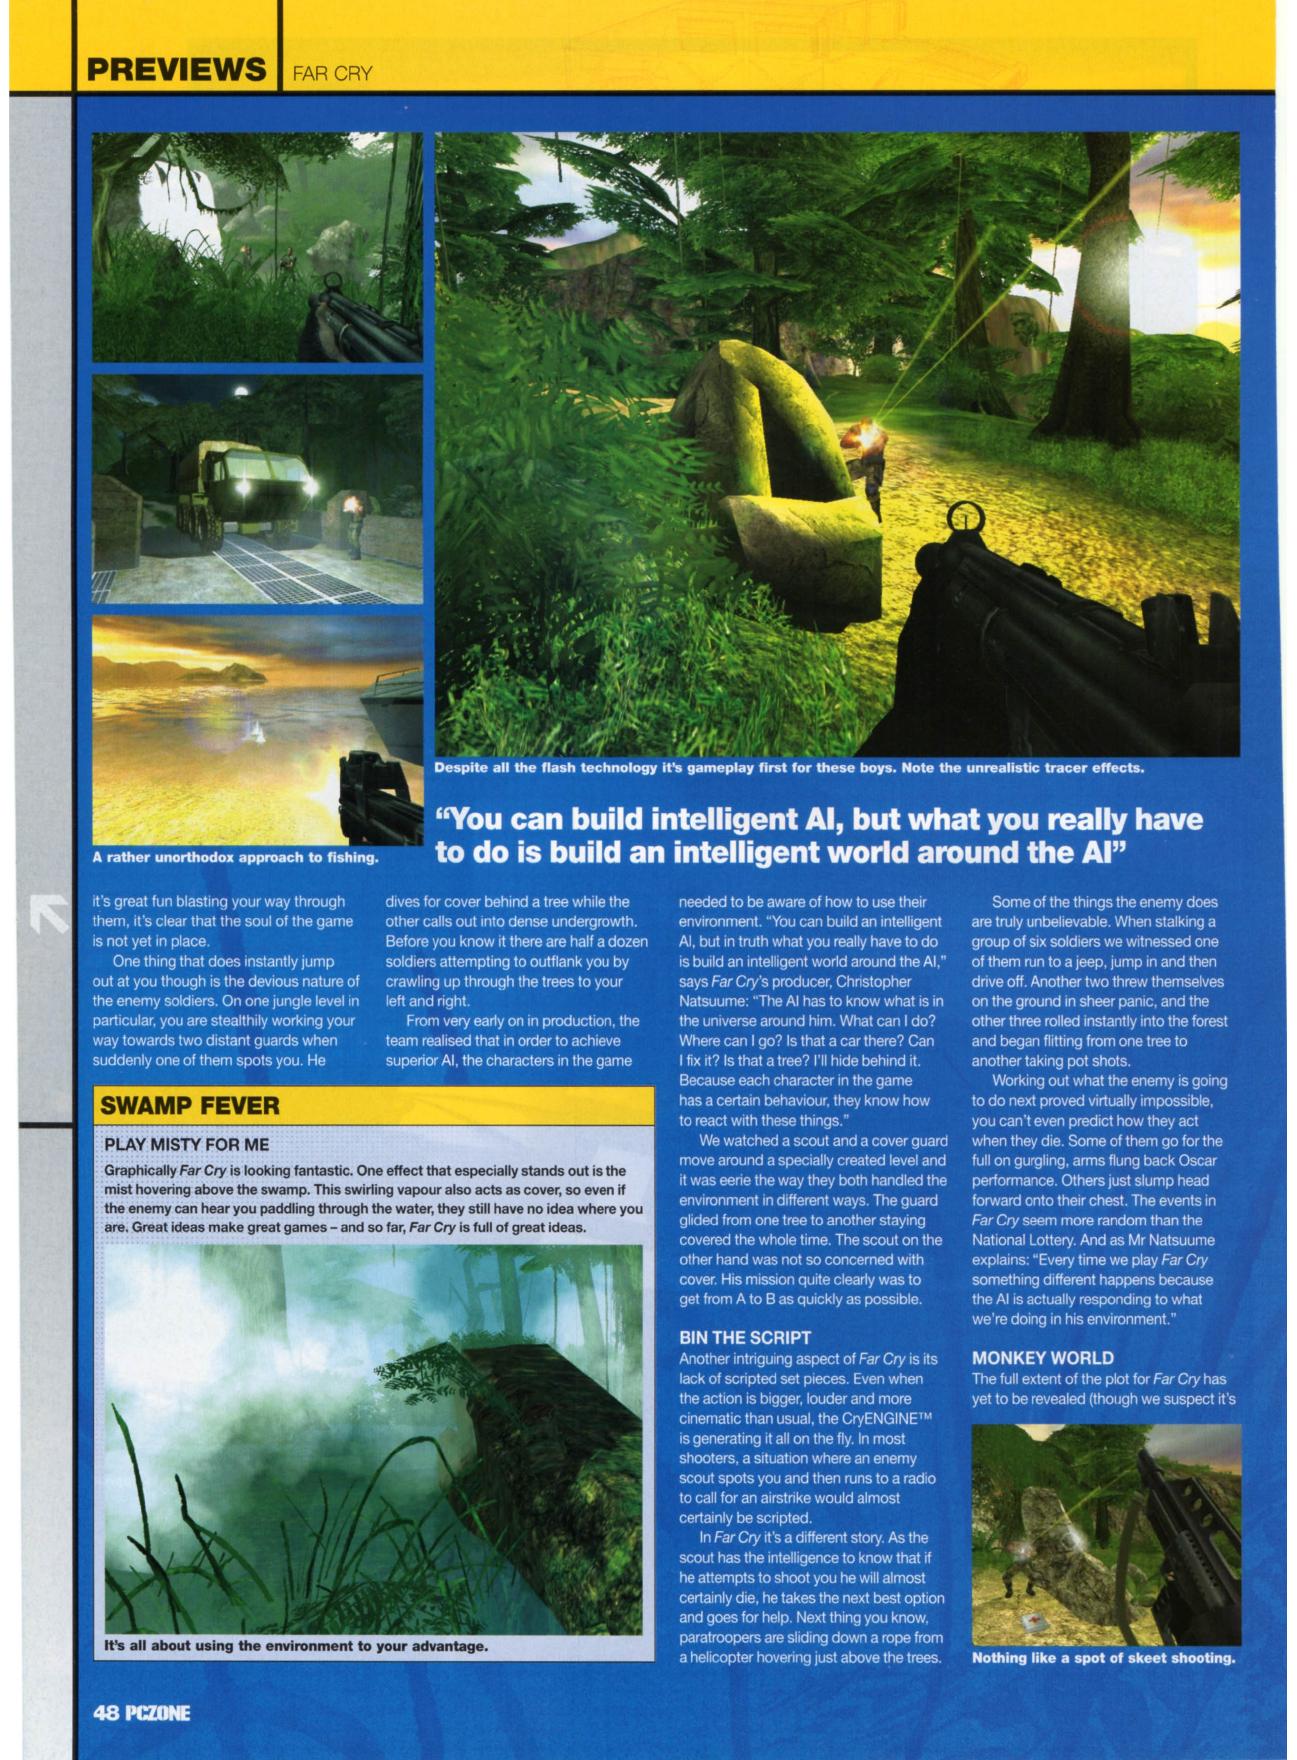 PREVIEWS FAR CRY
Despite all the flash technology it's gameplay first for these boys. Note the unrealistic tracer effects.
A rather unorthodox approach to fishing.
“You can build intelligent AI, but what you really have
to do is build an intelligent world around the AI”
it's great fun blasting your way through
them, it's clear that the soul of the game
is not yet in place.
One thing that does instantly jump
out at you though is the devious nature of
the enemy soldiers. On one jungle level in
particular, you are stealthily working your
way towards two distant guards when
suddenly one of them spots you. He
dives for cover behind a tree while the
other calls out into dense undergrowth.
Before you know it there are half a dozen
soldiers attempting to outflank you by
crawling up through the trees to your
left and right.
From very early on in production, the
team realised that in order to achieve
superior AI, the characters in the game
needed to be aware of how to use their
environment. “You can build an intelligent
AI, but in truth what you really have to do
is build an intelligent world around the AI,”
says Far Cry's producer, Christopher
Natsuume: “The AI has to know what is in
the universe around him. What can I do?
Where can I go? Is that a car there? Can
I fix it? Is that a tree? I'll hide behind it.
Because each character in the game
has a certain behaviour, they know how
to react with these things.”
We watched a scout and a cover guard
move around a specially created level and
it was eerie the way they both handled the
environment in different ways. The guard
glided from one tree to another staying
covered the whole time. The scout on the
other hand was not so concerned with
cover. His mission quite clearly was to
get from A to B as quickly as possible.
BIN THE SCRIPT
Another intriguing aspect of Far Cry is its
lack of scripted set pieces. Even when
the action is bigger, louder and more
cinematic than usual, the CryENGINE™
is generating it all on the fly. In most
shooters, a situation where an enemy
scout spots you and then runs to a radio
to call for an airstrike would almost
certainly be scripted.
In Far Cry it's a different story. As the
scout has the intelligence to know that if
he attempts to shoot you he will almost
certainly die, he takes the next best option
and goes for help. Next thing you know,
paratroopers are sliding down a rope from
a helicopter hovering just above the trees.
Some of the things the enemy does
are truly unbelievable. When stalking a
group of six soldiers we witnessed one
of them run to a jeep, jump in and then
drive off. Another two threw themselves
on the ground in sheer panic, and the
other three rolled instantly into the forest
and began flitting from one tree to
another taking pot shots.
Working out what the enemy is going
to do next proved virtually impossible,
you can't even predict how they act
when they die. Some of them go for the
full on gurgling, arms flung back Oscar
performance. Others just slump head
forward onto their chest. The events in
Far Cry seem more random than the
National Lottery. And as Mr Natsuume
explains: “Every time we play Far Cry
something different happens because
the AI is actually responding to what
we're doing in his environment.”
MONKEY WORLD
The full extent of the plot for Far Cry has
yet to be revealed (though we suspect it's
Nothing like a spot of skeet shooting.
SWAMP FEVER
PLAY MISTY FOR ME
Graphically Far Cry is looking fantastic. One effect that especially stands out is the
mist hovering above the swamp. This swirling vapour also acts as cover, so even if
the enemy can hear you paddling through the water, they still have no idea where you
are. Great ideas make great games – and so far, Far Cry is full of great ideas.
It's all about using the environment to your advantage.
48 PCZONE